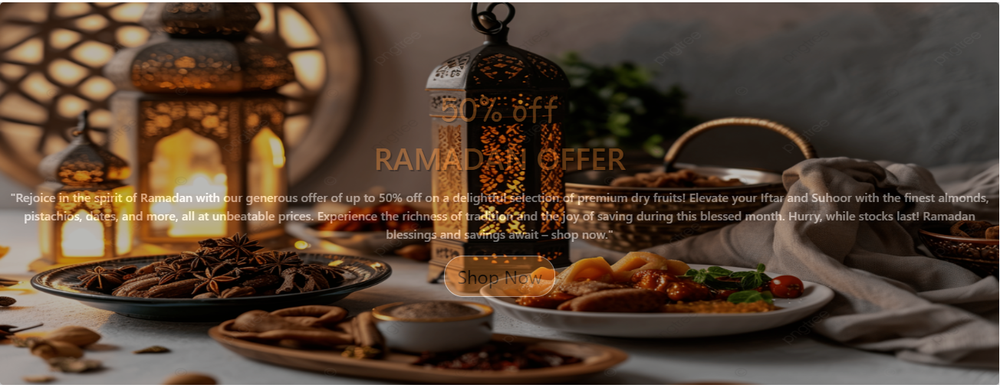 50% off
RAMADAN OFFER
"Rejoice in the spirit of Ramadan with our generous offer of up to 50% off on a delightful selection of premium dry fruits! Elevate your Iftar and Suhoor with the finest almonds,
pistachios, dates, and more, all at unbeatable prices. Experience the richness of tradition and the joy of saving during this blessed month. Hurry, while stocks last! Ramadan
blessings and savings await – shop now."
Shop Now